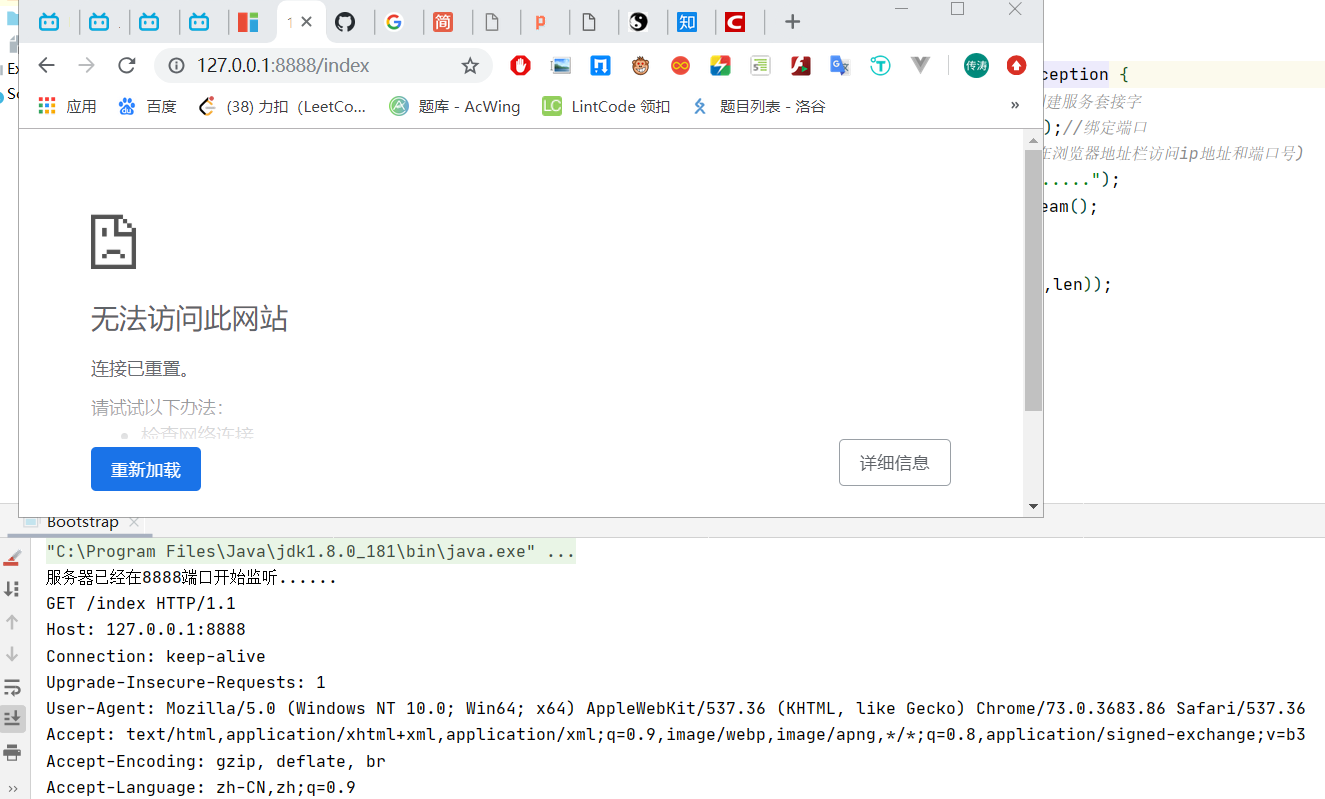 简
知
127.0.0.1:8888/index
传涛
应用
百度
(38) 力扣 (LeetCo...
题库 - AcWing
LC
LintCode 领扣
题目列表 - 洛谷
»
ception {
建服务套接字
);//绑定端口
在浏览器地址栏访问ip地址和端口号)
.....");
eam();
,len));
无法访问此网站
连接已重置。
请试试以下办法：
检查网络连接
重新加载
详细信息
Bootstrap
"C:\Program Files\Java\jdk1.8.0_181\bin\java.exe" ...
服务器已经在8888端口开始监听......
GET /index HTTP/1.1
Host: 127.0.0.1:8888
Connection: keep-alive
Upgrade-Insecure-Requests: 1
User-Agent: Mozilla/5.0 (Windows NT 10.0; Win64; x64) AppleWebKit/537.36 (KHTML, like Gecko) Chrome/73.0.3683.86 Safari/537.36
Accept: text/html,application/xhtml+xml,application/xml;q=0.9,image/webp,image/apng,*/*;q=0.8,application/signed-exchange;v=b3
Accept-Encoding: gzip, deflate, br
Accept-Language: zh-CN,zh;q=0.9